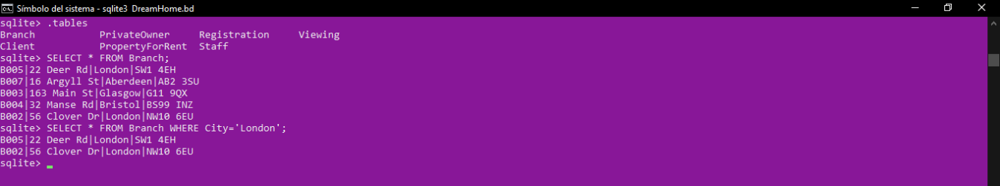 Símbolo del sistema - sqlite3 DreamHome.bd
sqlite> .tables
Branch PrivateOwner Registration Viewing
Client PropertyForRent Staff
sqlite> SELECT * FROM Branch;
B005|22 Deer Rd|London|SW1 4EH
B007|16 Argyll St|Aberdeen|AB2 3SU
B003|163 Main St|Glasgow|G11 9QX
B004|32 Manse Rd|Bristol|BS99 INZ
B002|56 Clover Dr|London|NW10 6EU
sqlite> SELECT * FROM Branch WHERE City='London';
B005|22 Deer Rd|London|SW1 4EH
B002|56 Clover Dr|London|NW10 6EU
sqlite>